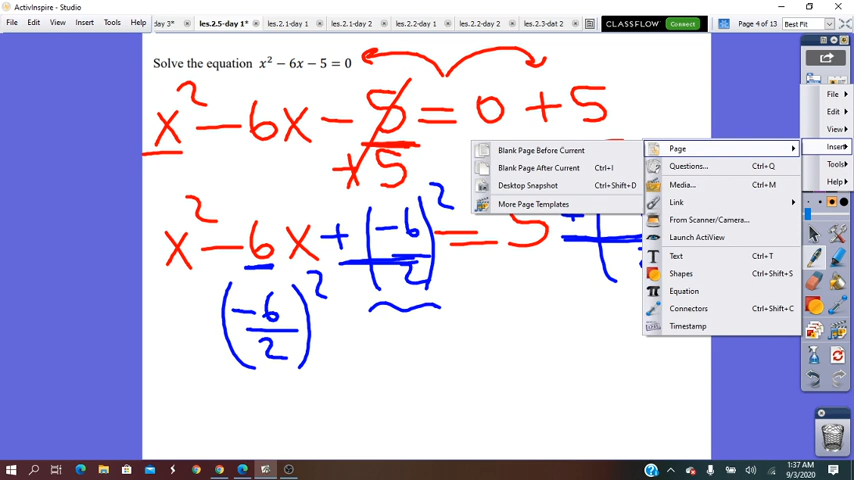 ActivInspire - Studio
File Edit View Insert Tools Help day 3* les.2.5-day 1* les.2.1-day 1 les.2.1-day 2 les.2.2-day 1 les.2.2-day 2 les.2.3-dat 2 CLASSFLOW Connect Page 4 of 13 Best Fit
Solve the equation x² − 6x − 5 = 0
x² − 6x − 5 = 0 + 5
+ 5
x² − 6x + (−6/2)² = 5 + (
(−6/2)²
File
Edit
View
Insert
Tools
Help
Page
Questions... Ctrl+Q
Media... Ctrl+M
Link
From Scanner/Camera...
Launch ActiView
Text Ctrl+T
Shapes Ctrl+Shift+S
Equation
Connectors Ctrl+Shift+C
Timestamp
Blank Page Before Current
Blank Page After Current Ctrl+I
Desktop Snapshot Ctrl+Shift+D
More Page Templates
1:37 AM
9/3/2020